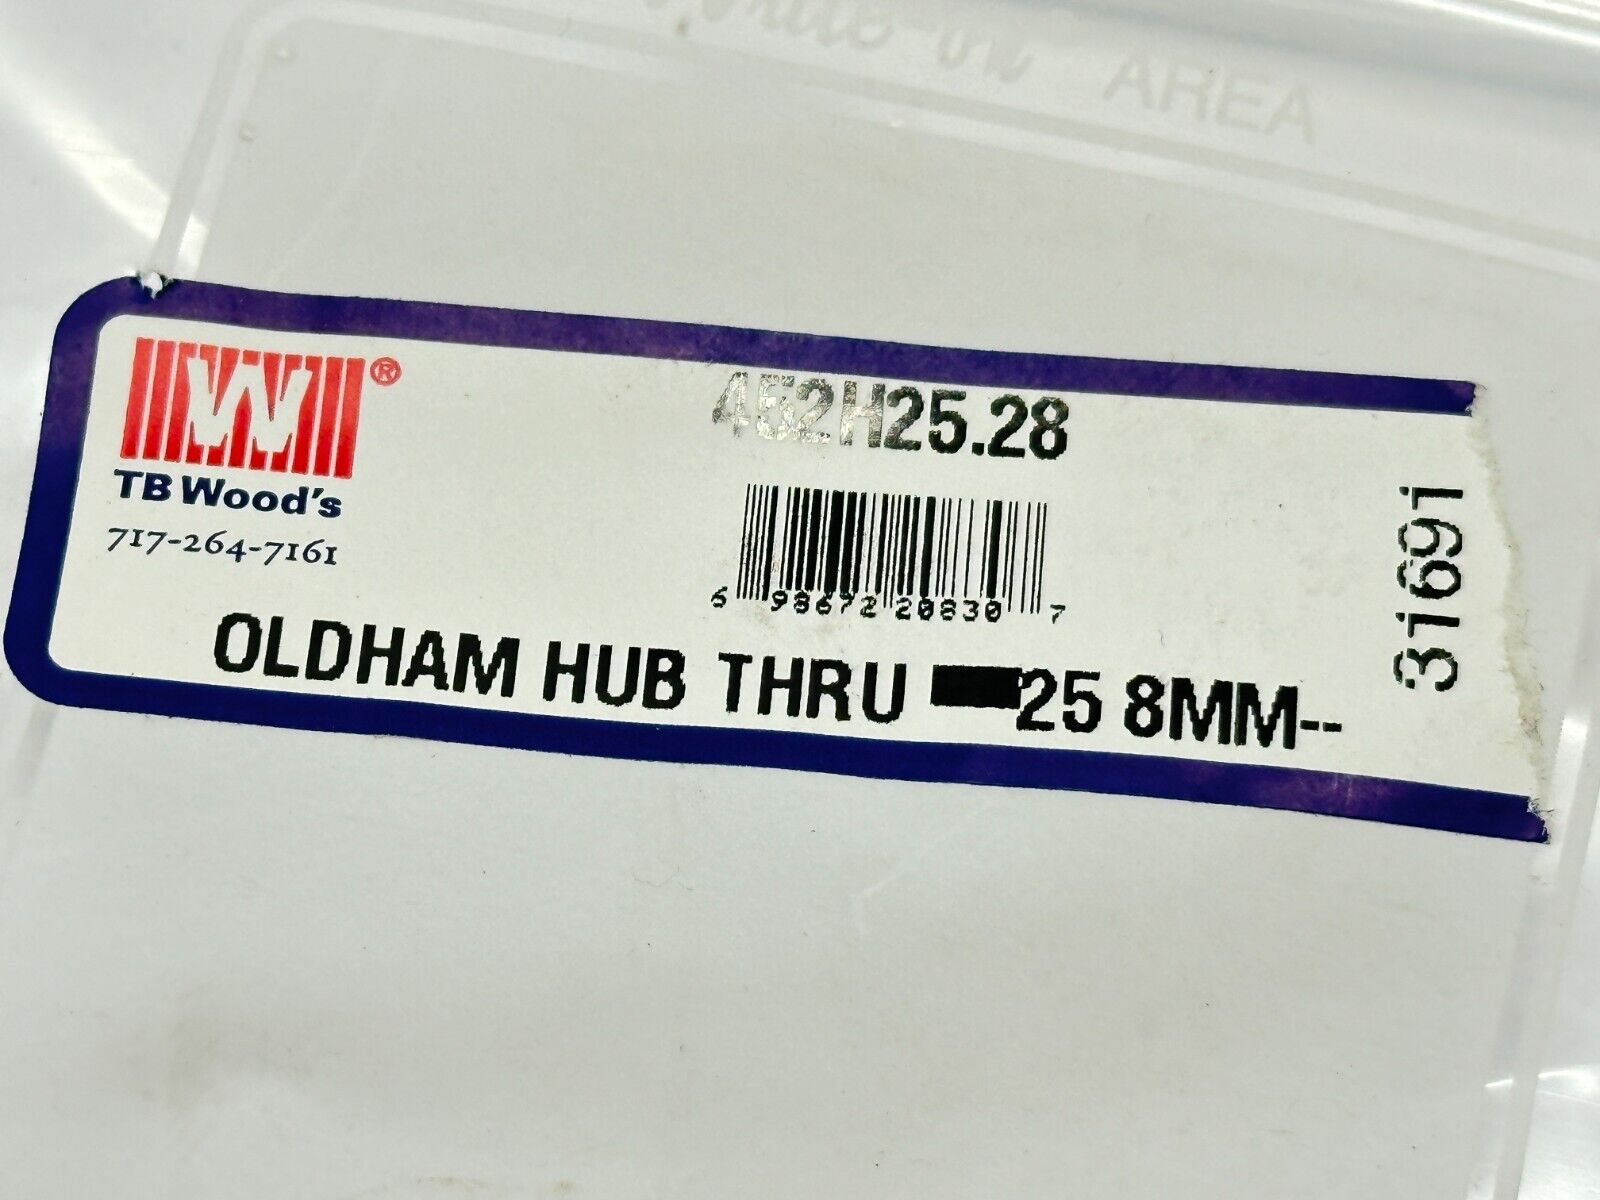 AREA
W®
452H25.28
TB Wood's
717-264-7161
6 98672 20830 7
31691
OLDHAM HUB THRU 25 8MM--